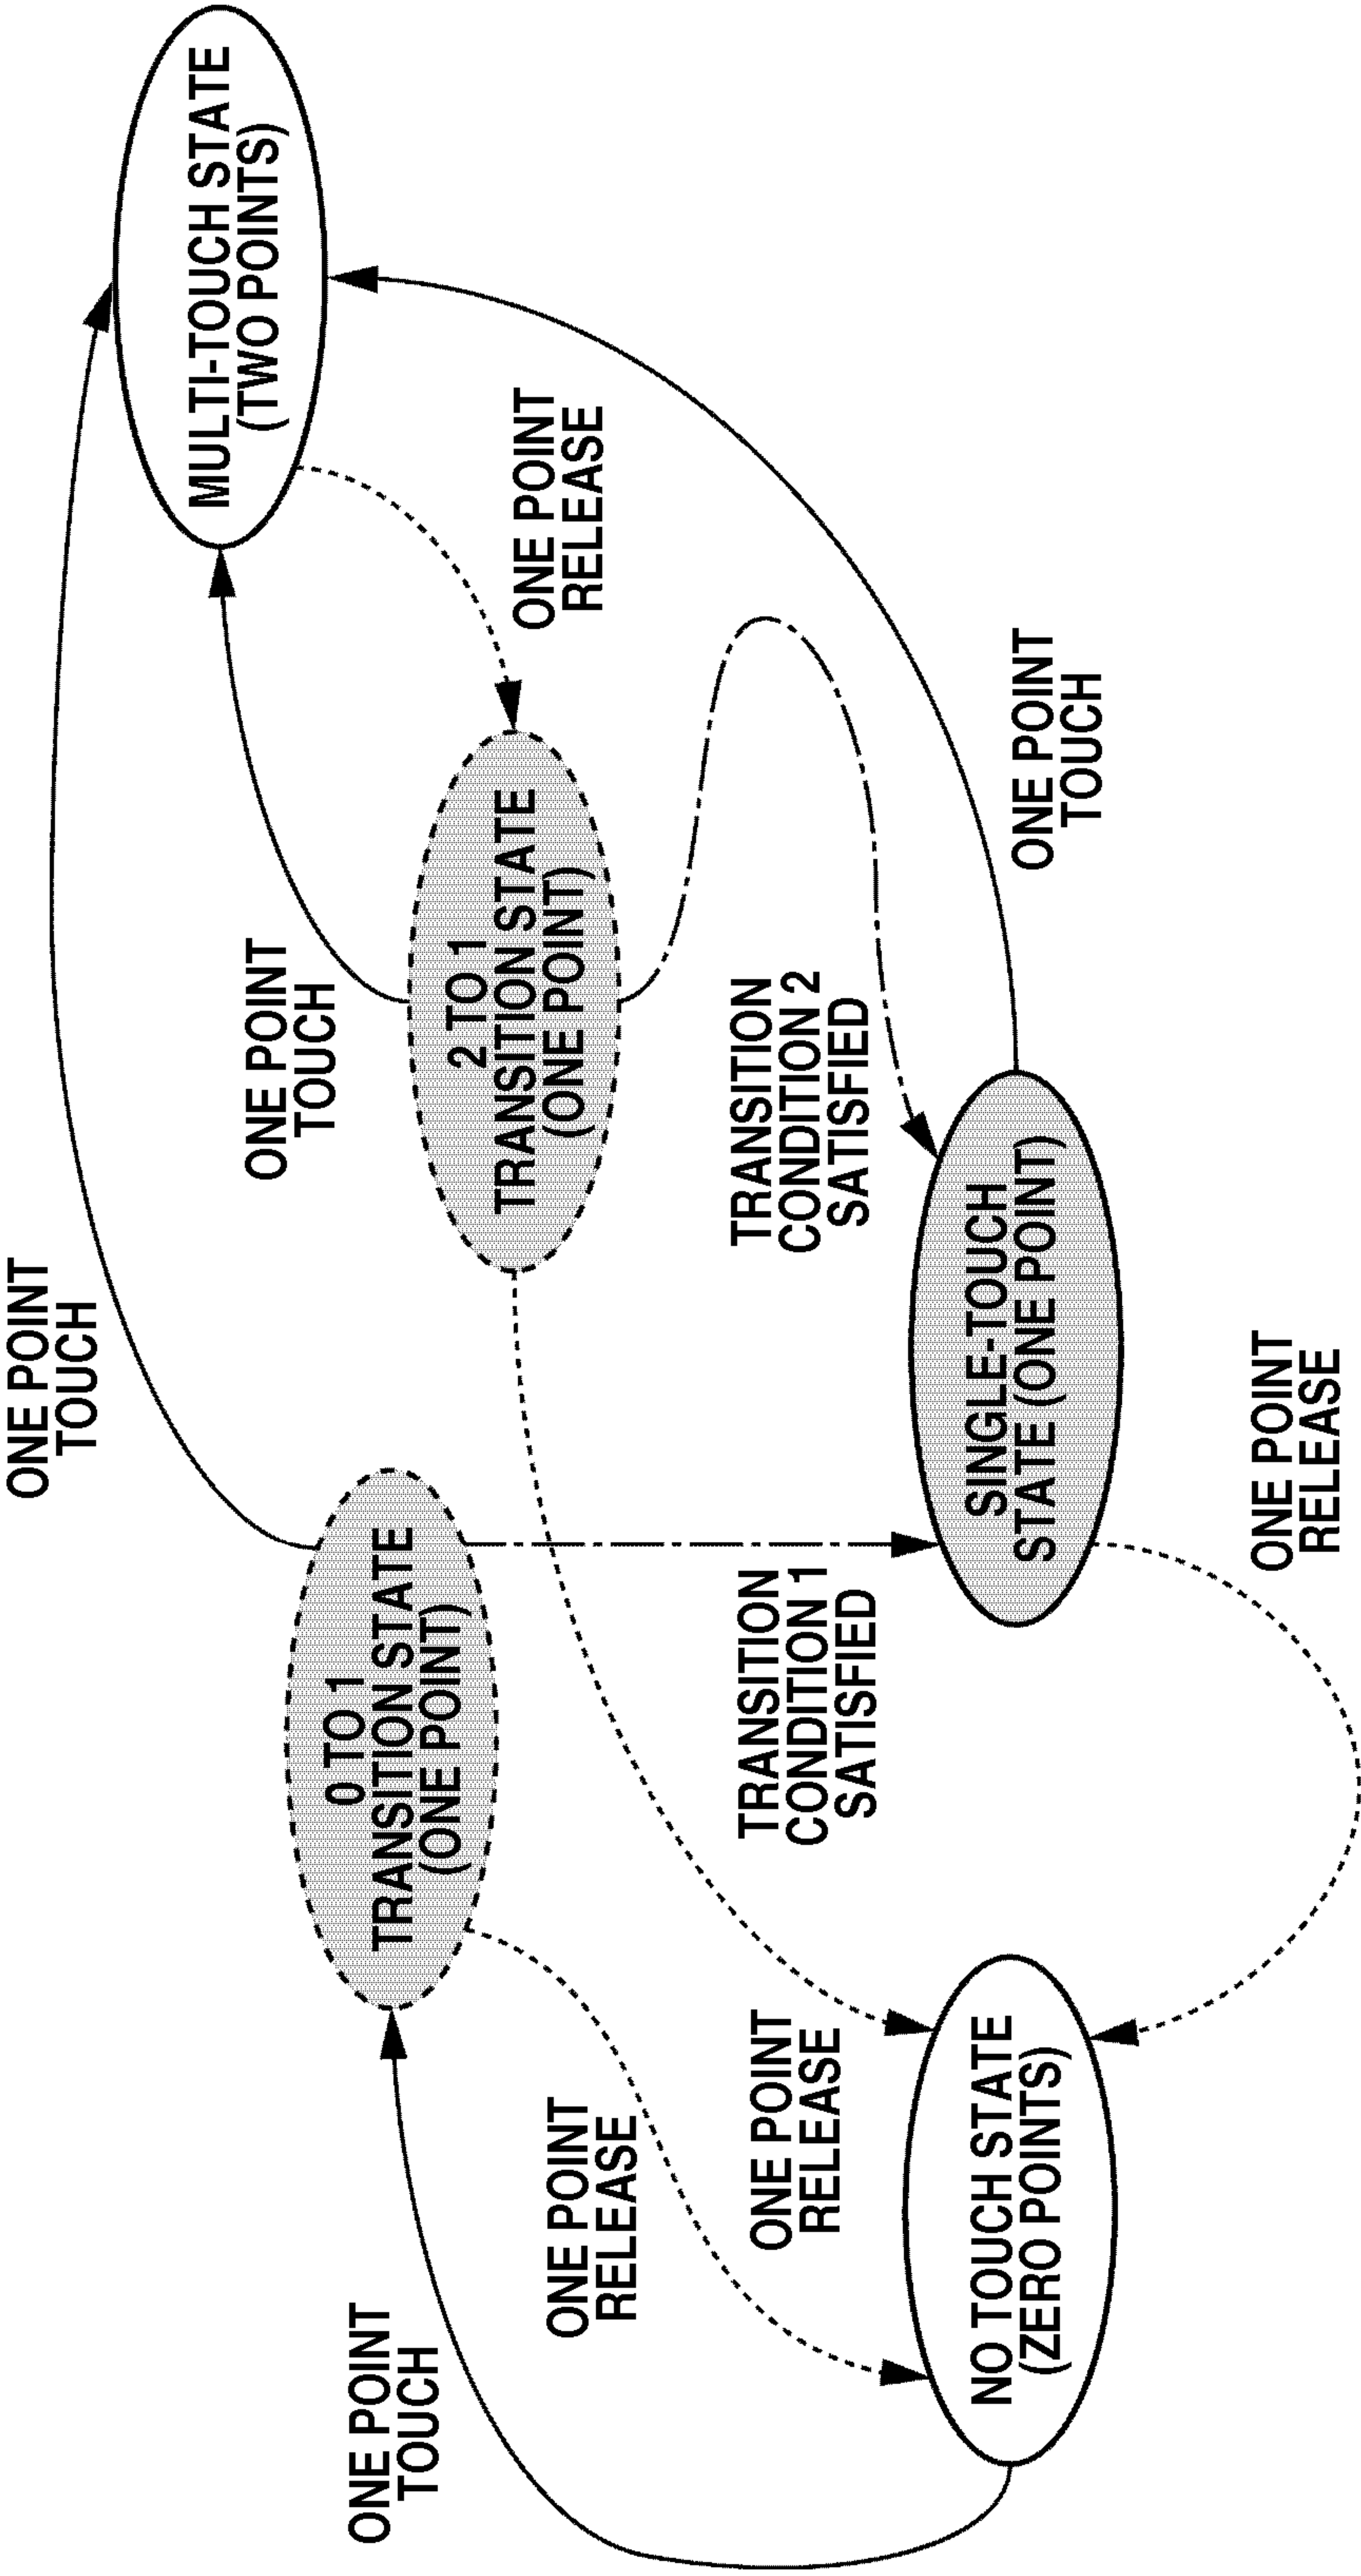 ONE POINT
TOUCH
MULTI-TOUCH STATE
(TWO POINTS)
ONE POINT
TOUCH
0 TO 1
TRANSITION STATE
(ONE POINT)
ONE POINT
TOUCH
2 TO 1
TRANSITION STATE
(ONE POINT)
ONE POINT
RELEASE
ONE POINT
RELEASE
TRANSITION
CONDITION 1
SATISFIED
TRANSITION
CONDITION 2
SATISFIED
ONE POINT
RELEASE
NO TOUCH STATE
(ZERO POINTS)
SINGLE-TOUCH
STATE (ONE POINT)
ONE POINT
TOUCH
ONE POINT
RELEASE